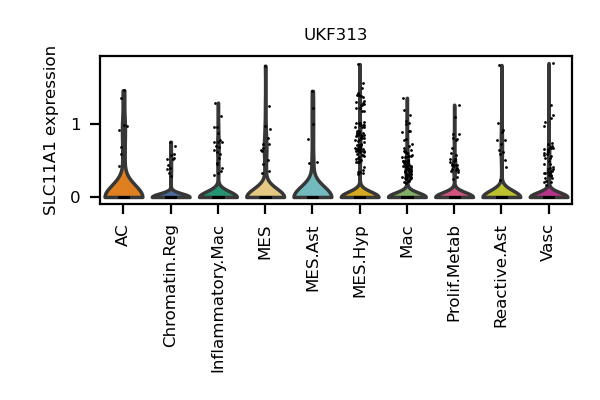 UKF313
SLC11A1 expression
1
0
AC
Chromatin.Reg
Inflammatory.Mac
MES
MES.Ast
MES.Hyp
Mac
Prolif.Metab
Reactive.Ast
Vasc